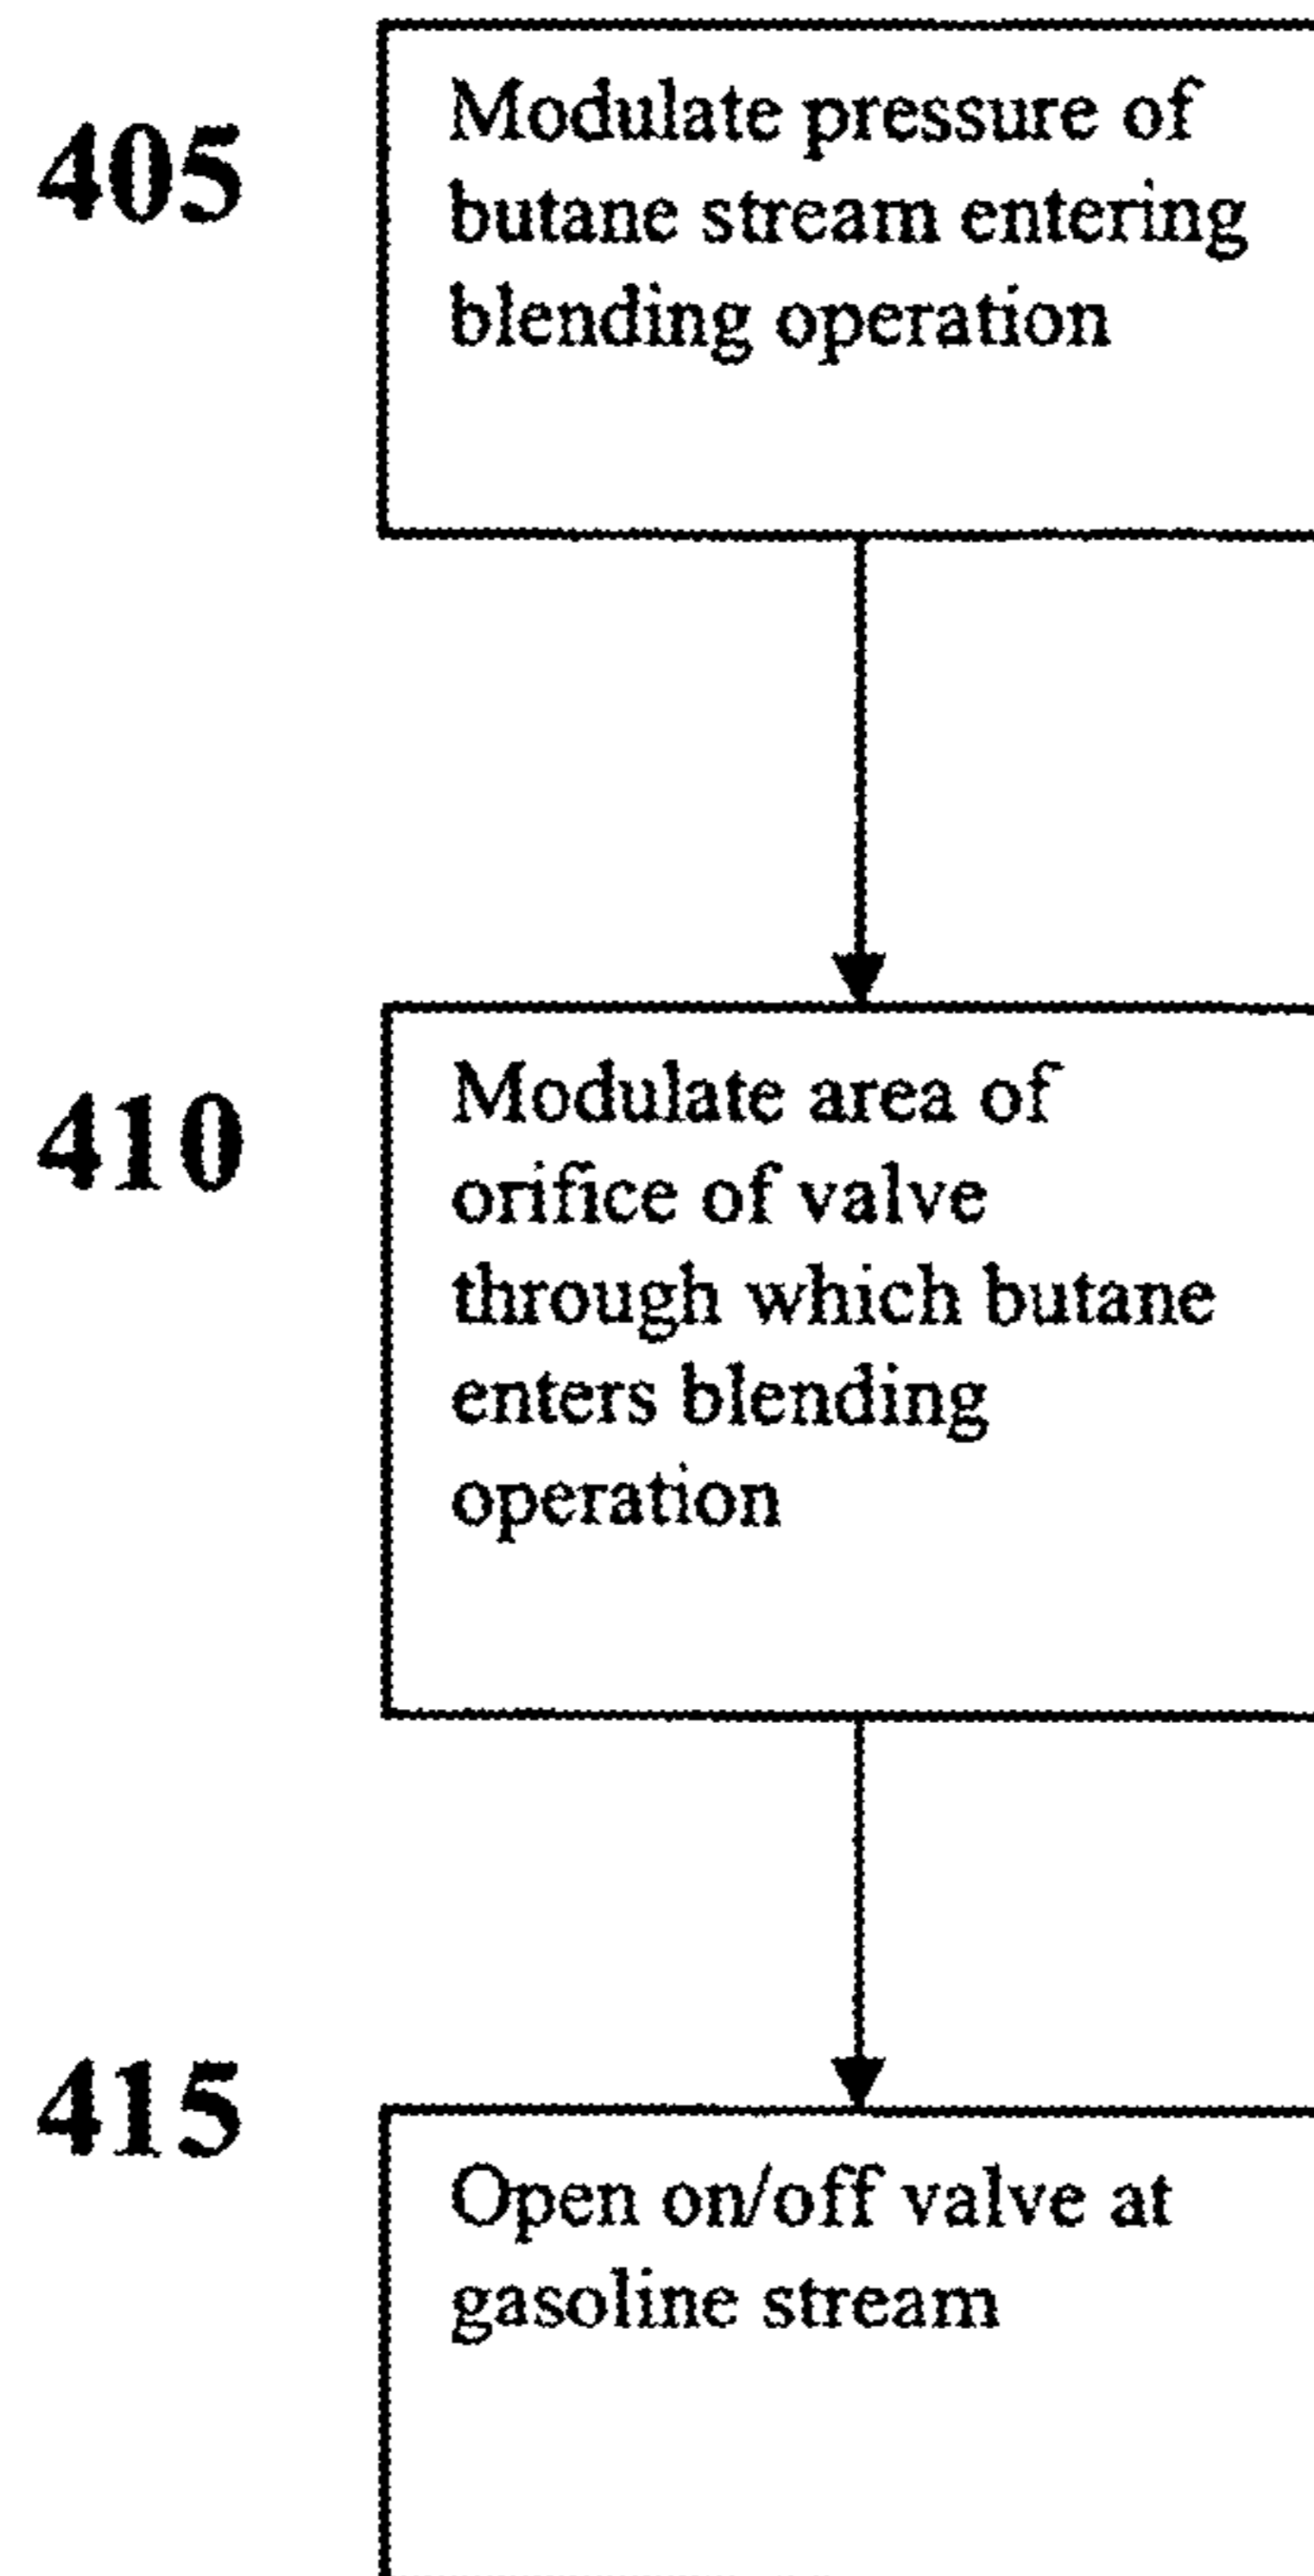 405
Modulate pressure of
butane stream entering
blending operation
410
Modulate area of
orifice of valve
through which butane
enters blending
operation
415
Open on/off valve at
gasoline stream